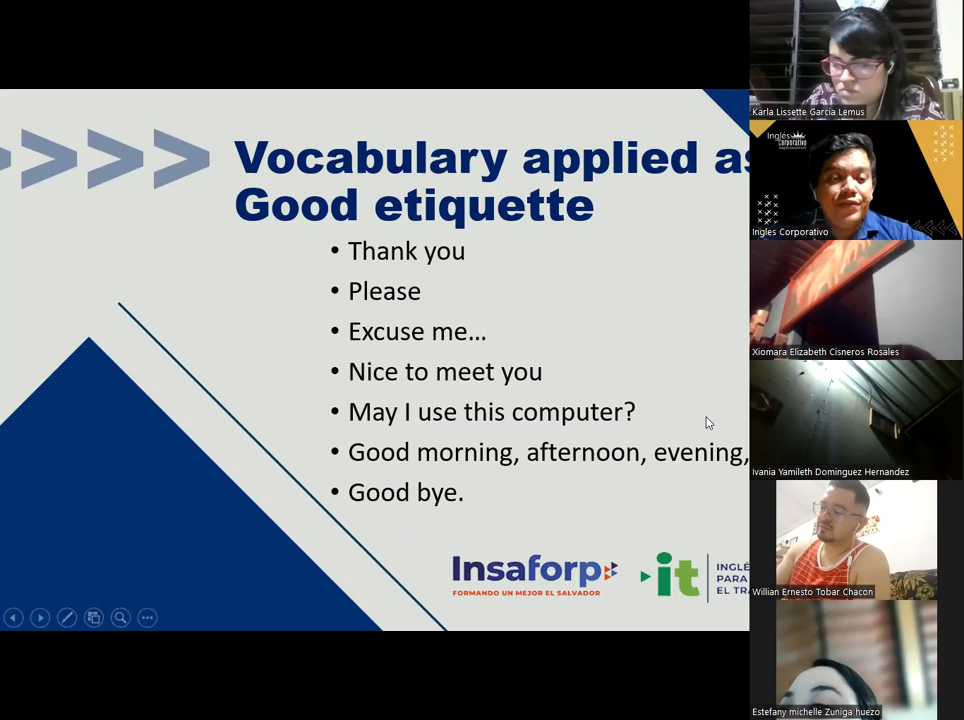 Vocabulary applied as
Good etiquette
• Thank you
• Please
• Excuse me...
• Nice to meet you
• May I use this computer?
• Good morning, afternoon, evening,
• Good bye.
Insaforp
FORMANDO UN MEJOR EL SALVADOR
it
INGLÉ
PARA
EL TRA
Karla Lissette Garcia Lemus
Inglés
Corporativo
Ingles Corporativo
Xiomara Elizabeth Cisneros Rosales
Ivania Yamileth Dominguez Hernandez
Willian Ernesto Tobar Chacon
Estefany michelle Zuniga huezo